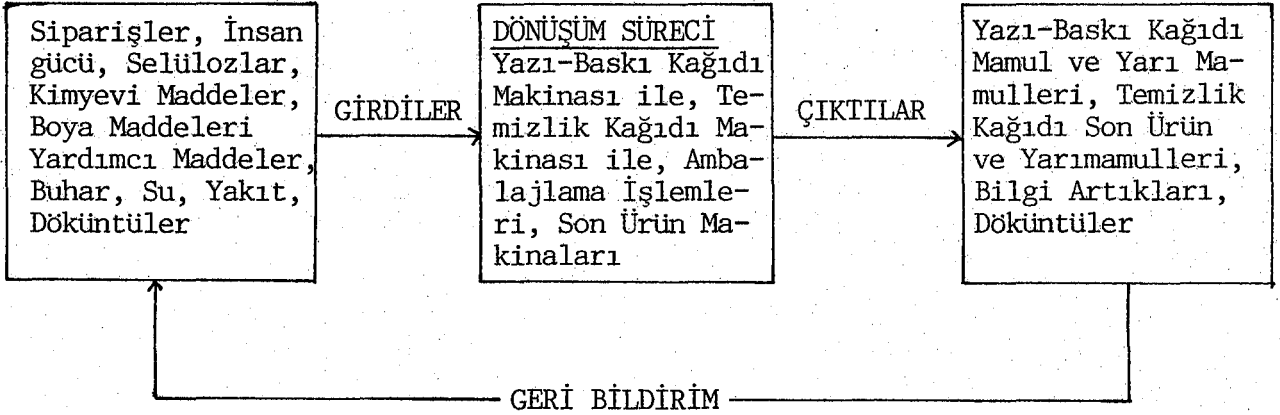 Siparişler, İnsan
gücü, Selülozlar,
Kimyevi Maddeler,
Boya Maddeleri
Yardımcı Maddeler,
Buhar, Su, Yakıt,
Döküntüler
GİRDİLER
DÖNÜŞÜM SÜRECİ
Yazı-Baskı Kağıdı
Makinası ile, Te-
mizlik Kağıdı Ma-
kinası ile, Amba-
lajlama İşlemle-
ri, Son Ürün Ma-
kinaları
ÇIKTILAR
Yazı-Baskı Kağıdı
Mamul ve Yarı Ma-
mulleri, Temizlik
Kağıdı Son Ürün
ve Yarımamulleri,
Bilgi Artıkları,
Döküntüler
GERİ BİLDİRİM